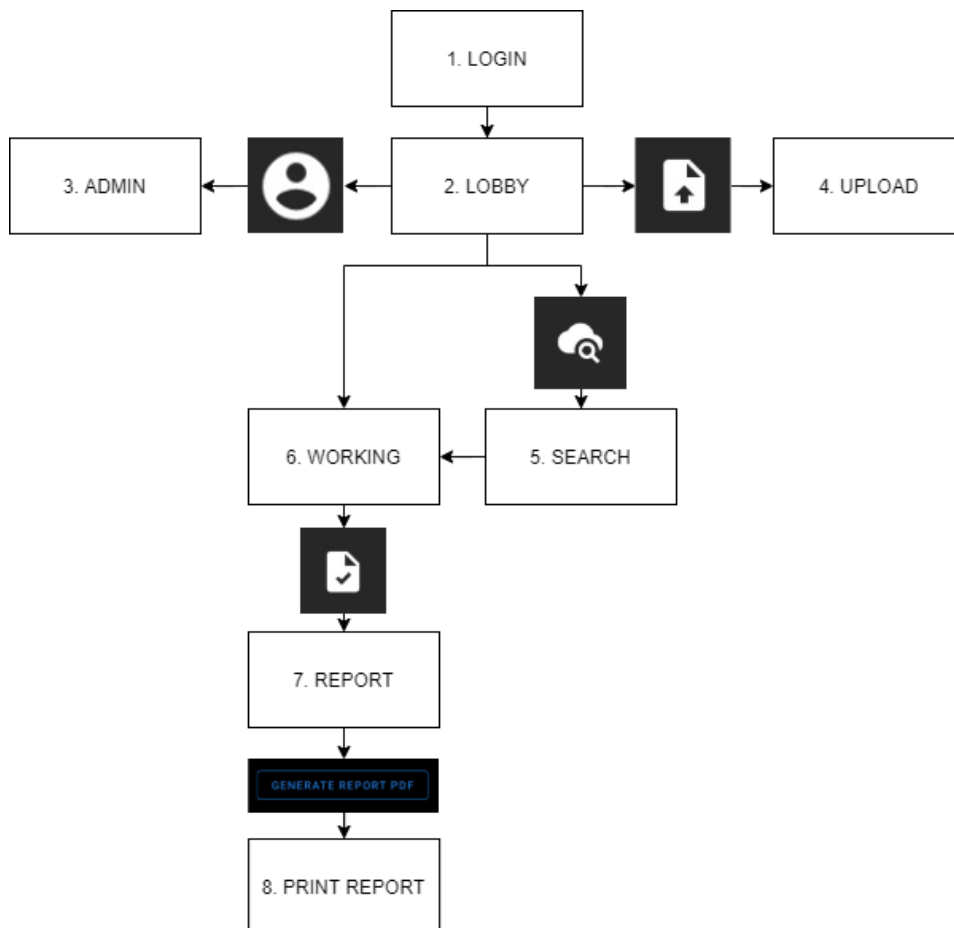 1. LOGIN
3. ADMIN
2. LOBBY
4. UPLOAD
6. WORKING
5. SEARCH
7. REPORT
GENERATE REPORT PDF
8. PRINT REPORT